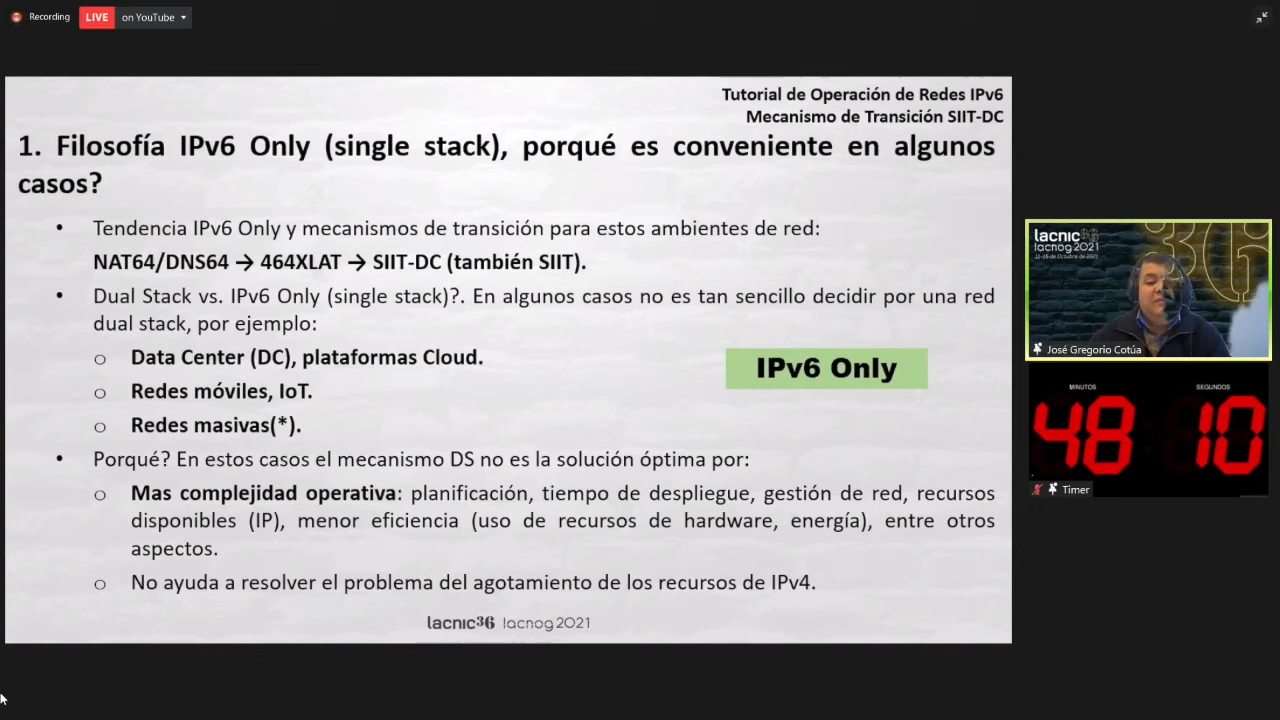 Recording
LIVE on YouTube
Tutorial de Operación de Redes IPv6
Mecanismo de Transición SIIT-DC
1. Filosofía IPv6 Only (single stack), porqué es conveniente en algunos
casos?
• Tendencia IPv6 Only y mecanismos de transición para estos ambientes de red:
NAT64/DNS64 → 464XLAT → SIIT-DC (también SIIT).
• Dual Stack vs. IPv6 Only (single stack)?. En algunos casos no es tan sencillo decidir por una red
dual stack, por ejemplo:
o Data Center (DC), plataformas Cloud.
o Redes móviles, IoT.
o Redes masivas(*).
IPv6 Only
• Porqué? En estos casos el mecanismo DS no es la solución óptima por:
o Mas complejidad operativa: planificación, tiempo de despliegue, gestión de red, recursos
disponibles (IP), menor eficiencia (uso de recursos de hardware, energía), entre otros
aspectos.
o No ayuda a resolver el problema del agotamiento de los recursos de IPv4.
lacnic36 lacnog2021
lacnic36
lacnog2021
36
José Gregorio Cotúa
MINUTOS SEGUNDOS
48 10
Timer